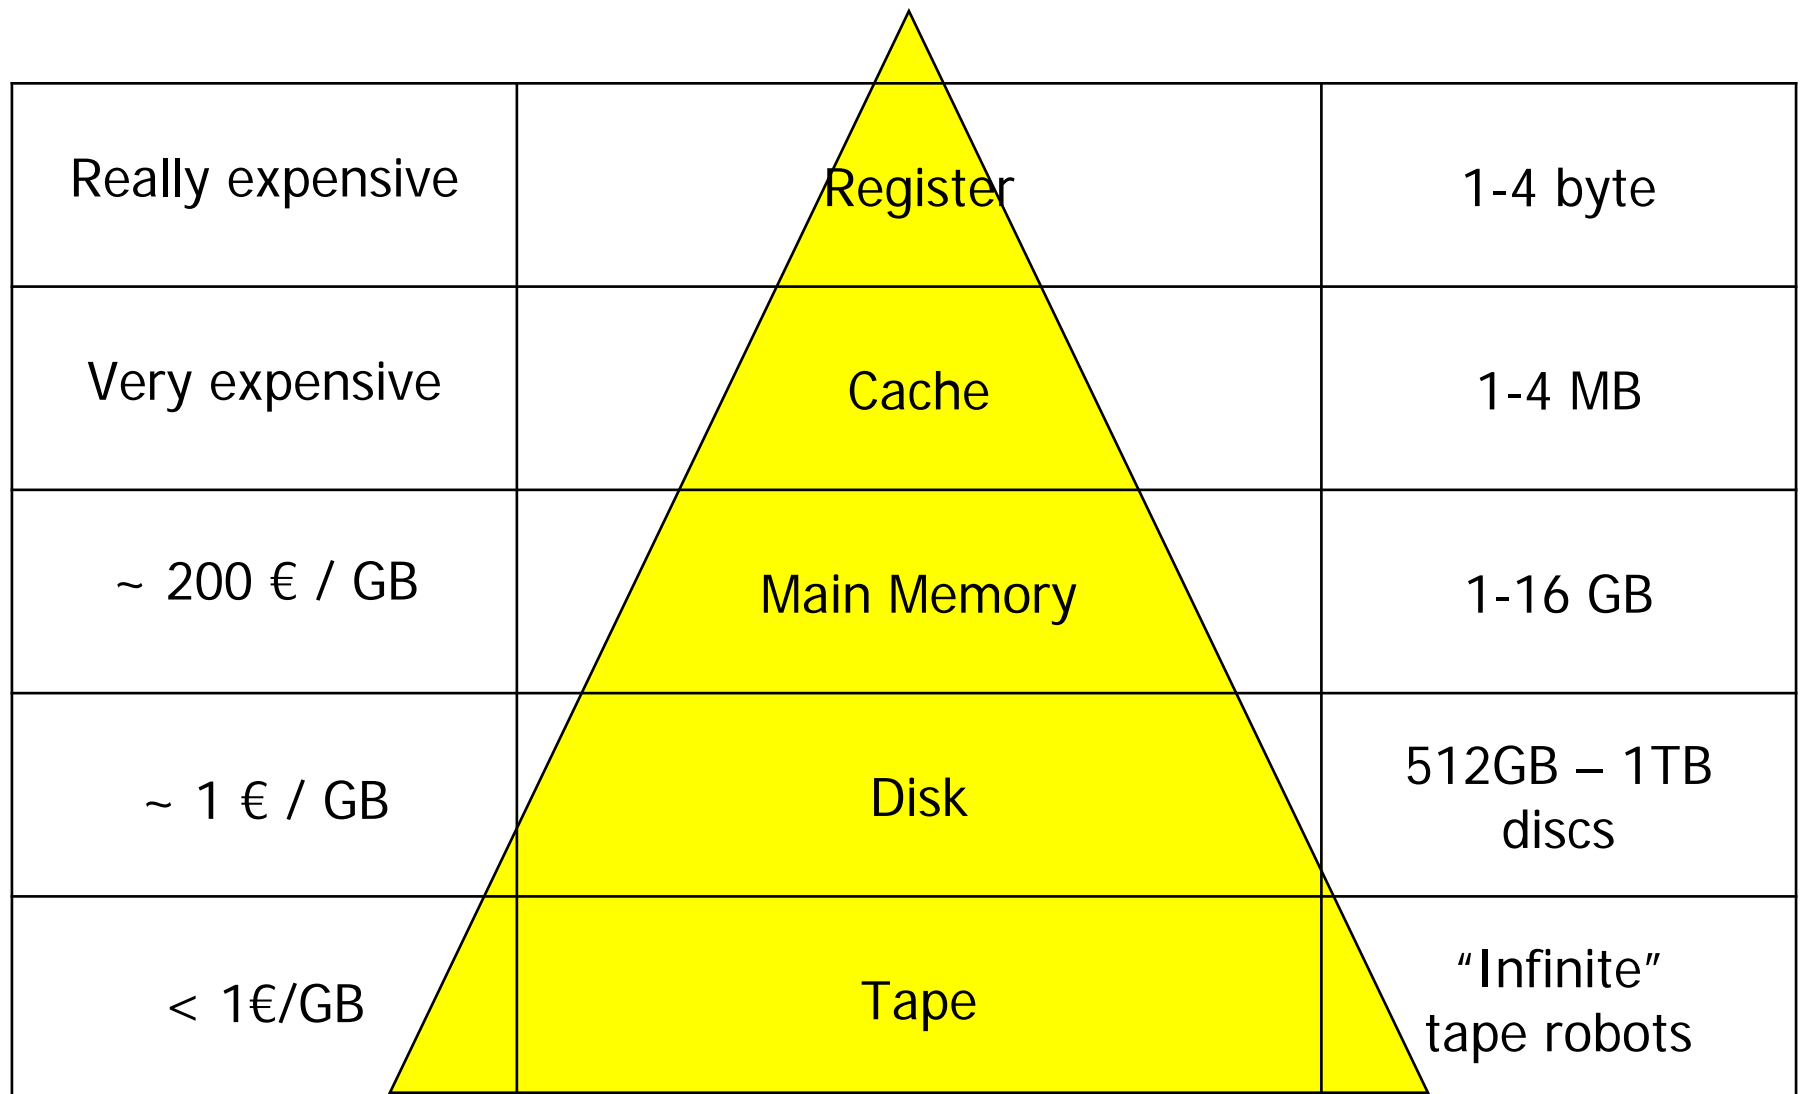 Really expensive
Register
1-4 byte
Very expensive
Cache
1-4 MB
~ 200 € / GB
Main Memory
1-16 GB
~ 1 € / GB
Disk
512GB – 1TB
discs
< 1€/GB
Tape
“Infinite”
tape robots